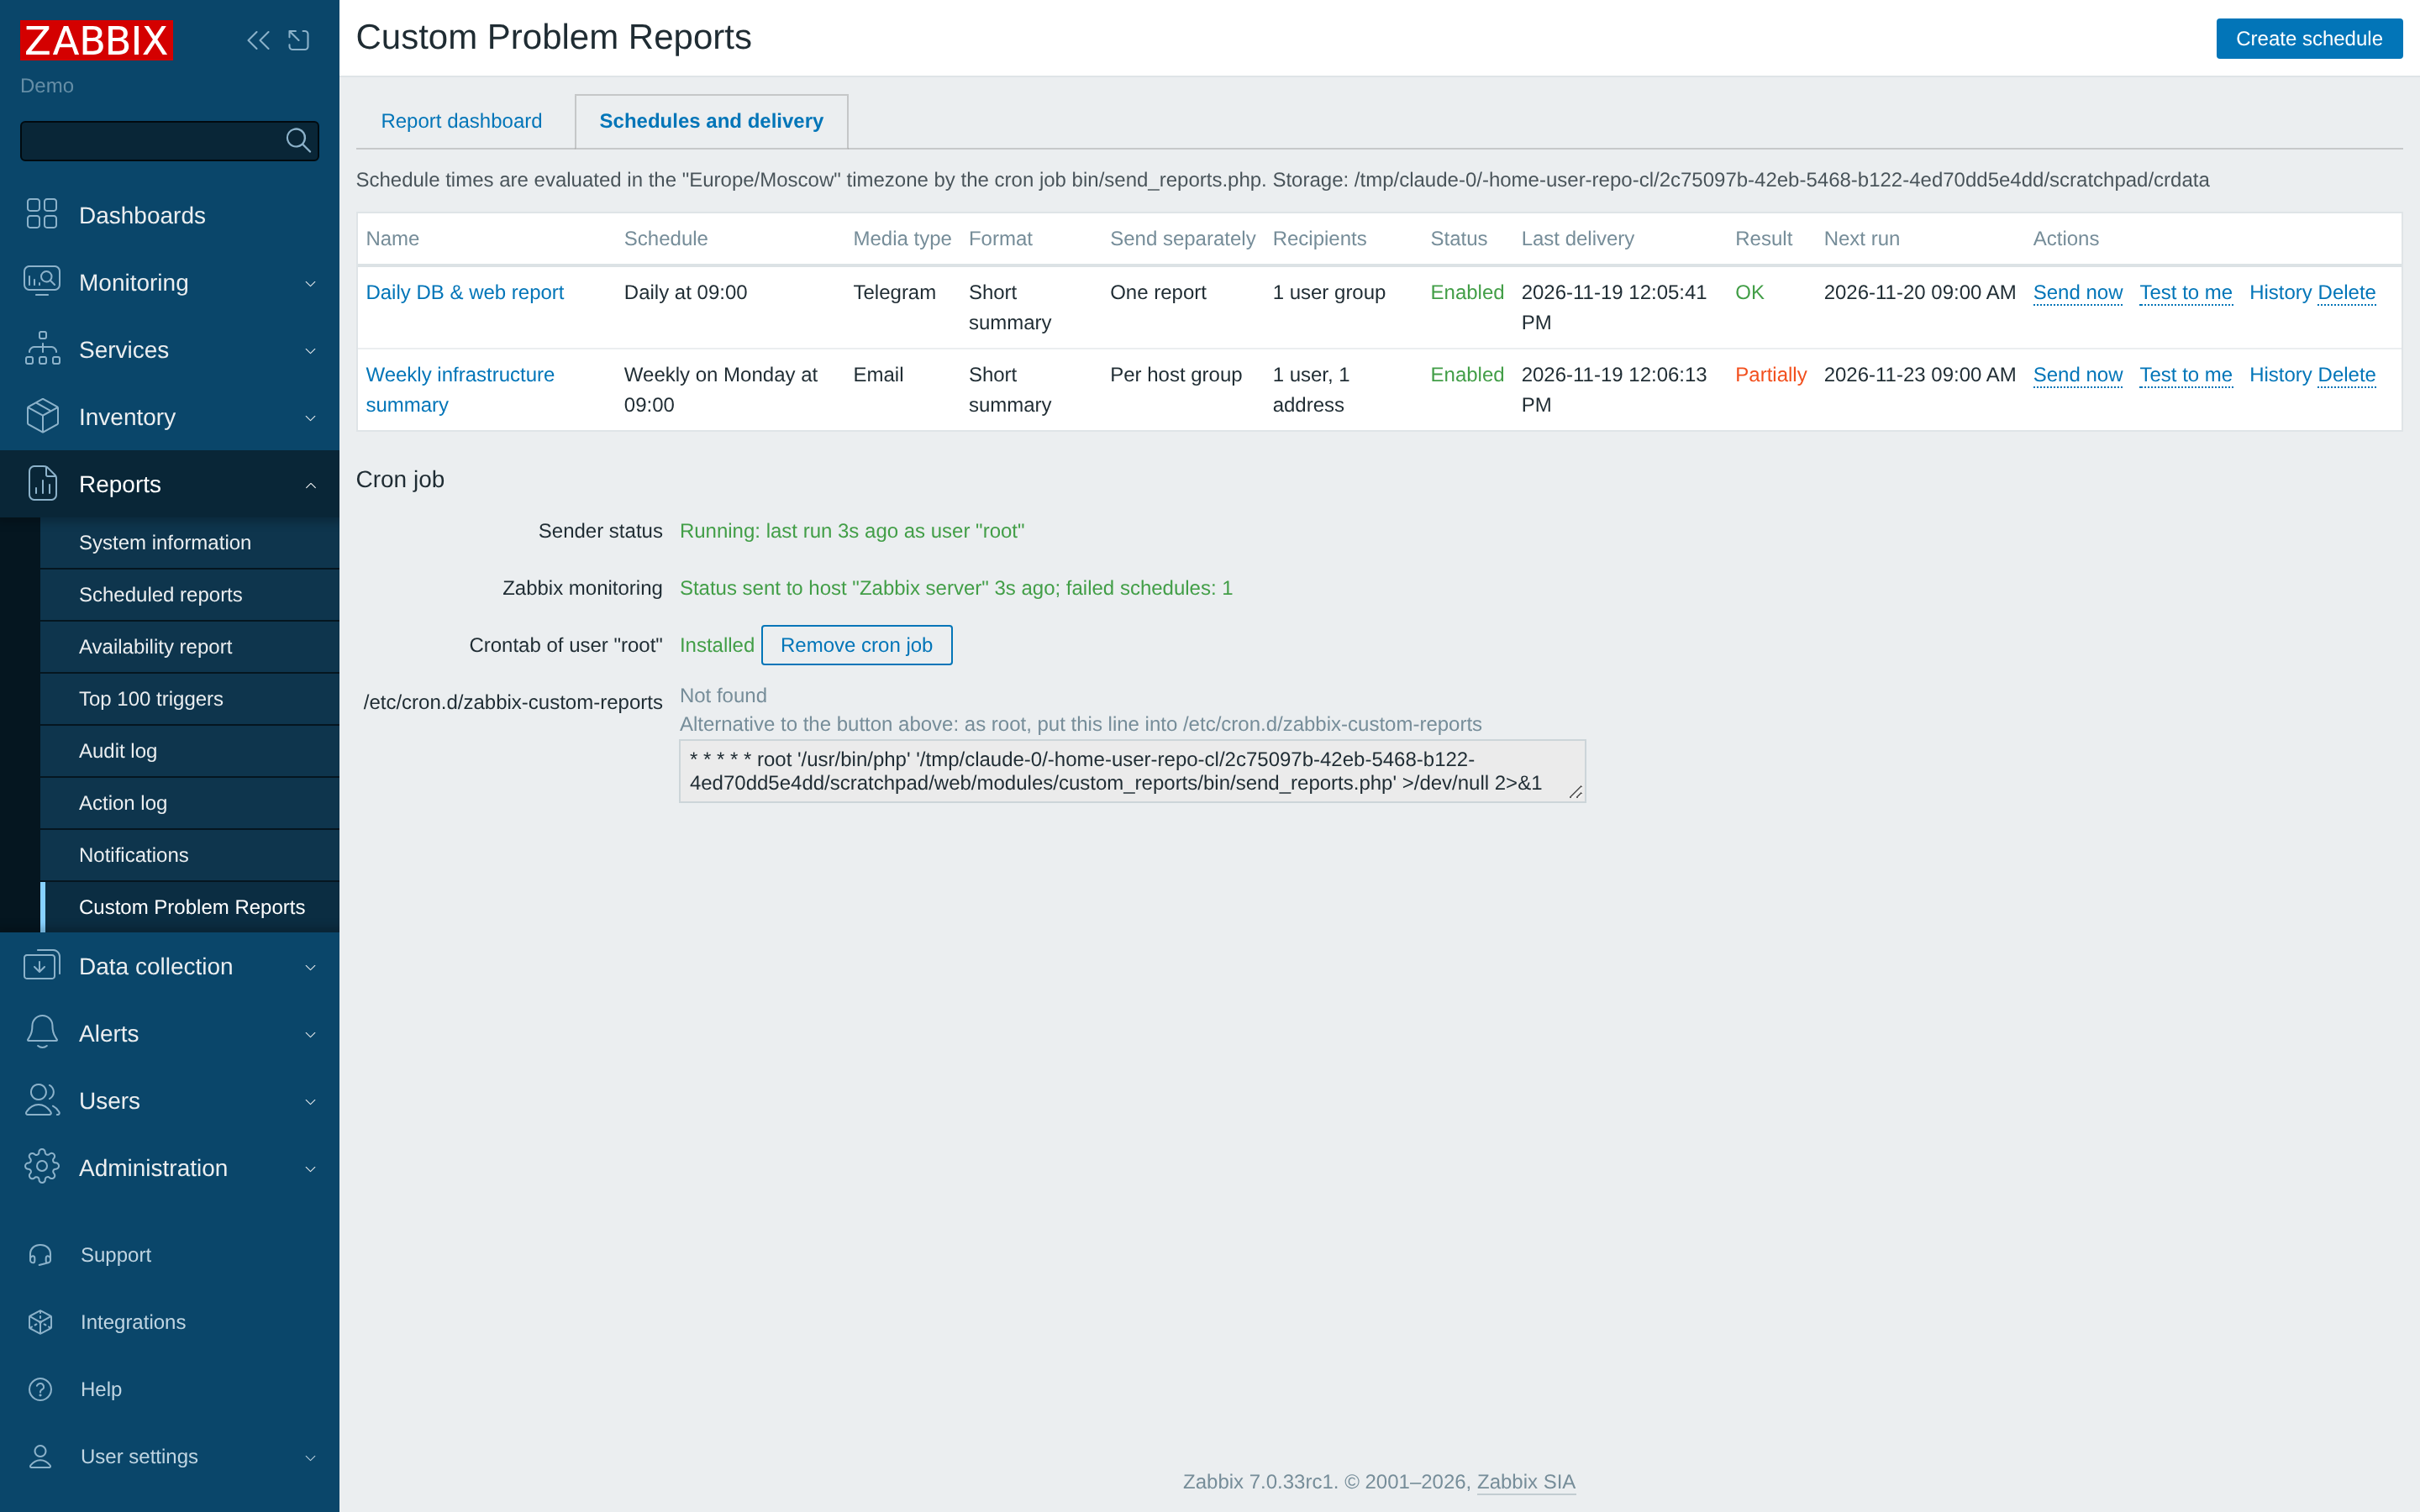 ZABBIX
Demo
Dashboards
Monitoring
Services
Inventory
Reports
System information
Scheduled reports
Availability report
Top 100 triggers
Audit log
Action log
Notifications
Custom Problem Reports
Data collection
Alerts
Users
Administration
Support
Integrations
Help
User settings
Custom Problem Reports
Create schedule
Report dashboard
Schedules and delivery
Schedule times are evaluated in the "Europe/Moscow" timezone by the cron job bin/send_reports.php. Storage: /tmp/claude-0/-home-user-repo-cl/2c75097b-42eb-5468-b122-4ed70dd5e4dd/scratchpad/crdata
Name Schedule Media type Format Send separately Recipients Status Last delivery Result Next run Actions
Daily DB & web report Daily at 09:00 Telegram Short One report 1 user group Enabled 2026-11-19 12:05:41 OK 2026-11-20 09:00 AM Send now Test to me History Delete
summary PM
Weekly infrastructure Weekly on Monday at Email Short Per host group 1 user, 1 Enabled 2026-11-19 12:06:13 Partially 2026-11-23 09:00 AM Send now Test to me History Delete
summary 09:00 summary address PM
Cron job
Sender status Running: last run 3s ago as user "root"
Zabbix monitoring Status sent to host "Zabbix server" 3s ago; failed schedules: 1
Crontab of user "root" Installed Remove cron job
/etc/cron.d/zabbix-custom-reports Not found
Alternative to the button above: as root, put this line into /etc/cron.d/zabbix-custom-reports
* * * * * root '/usr/bin/php' '/tmp/claude-0/-home-user-repo-cl/2c75097b-42eb-5468-b122-
4ed70dd5e4dd/scratchpad/web/modules/custom_reports/bin/send_reports.php' >/dev/null 2>&1
Zabbix 7.0.33rc1. © 2001–2026, Zabbix SIA